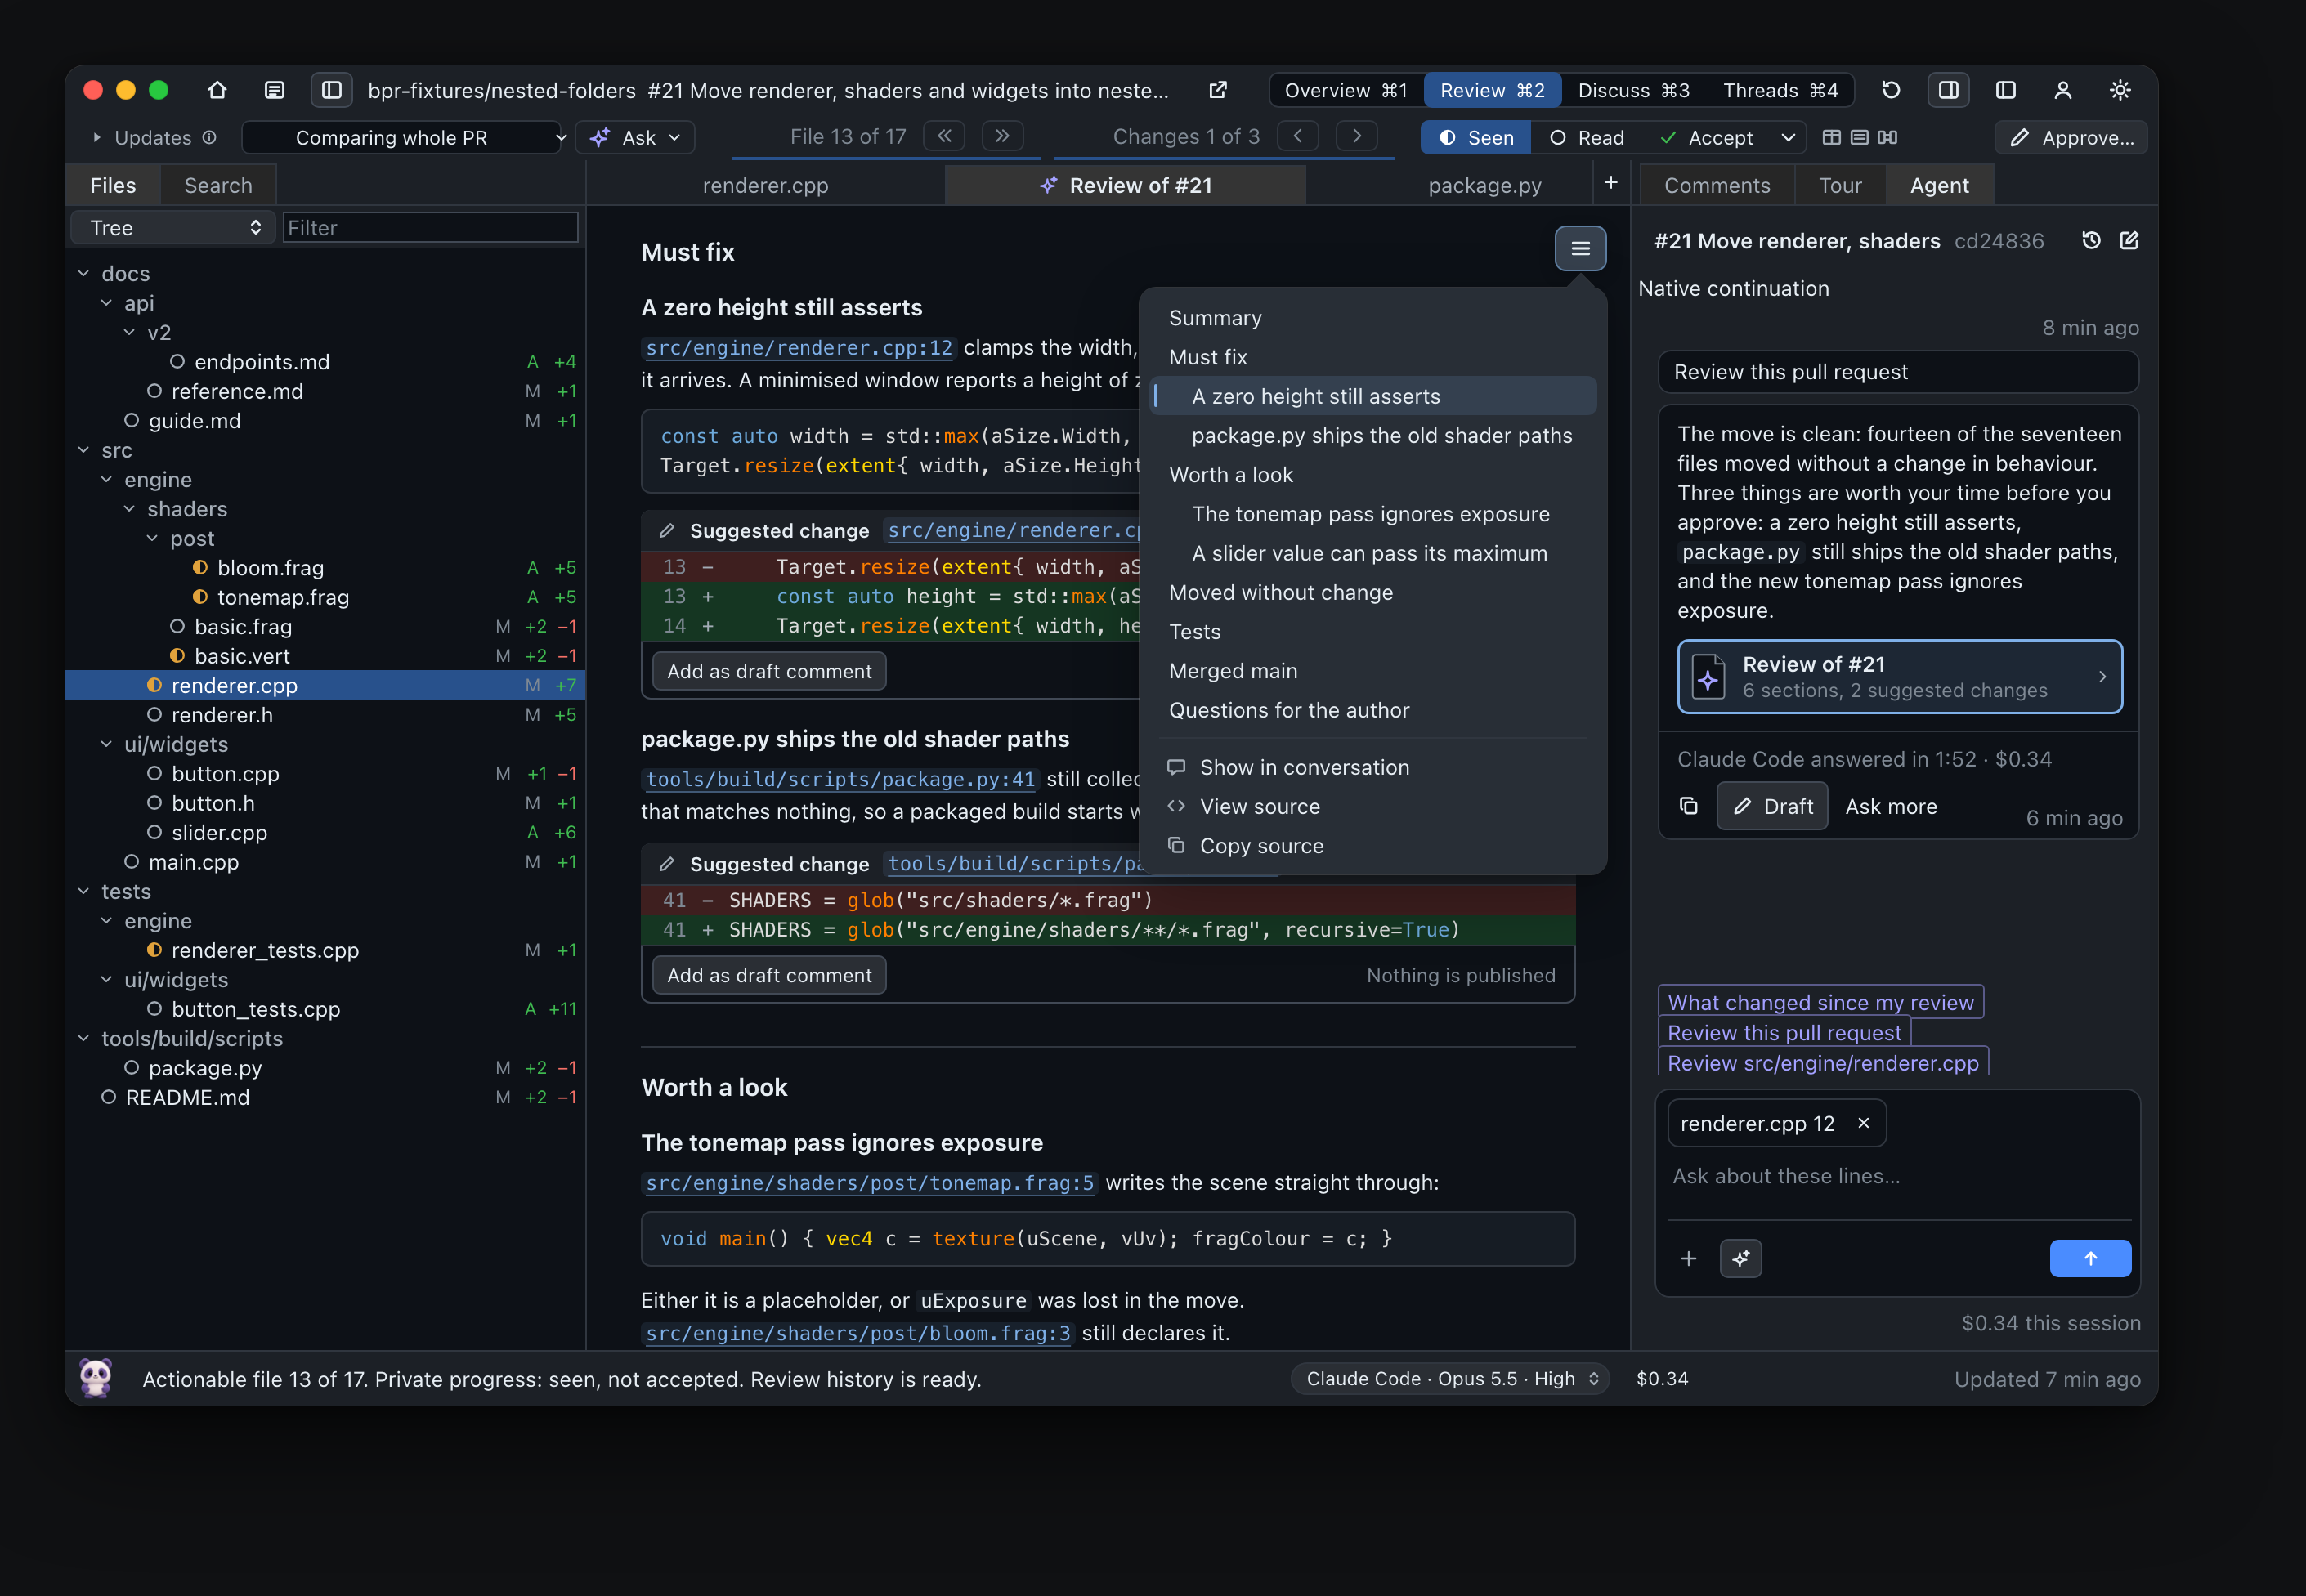 bpr-fixtures/nested-folders #21 Move renderer, shaders and widgets into neste...
Overview ⌘1 Review ⌘2 Discuss ⌘3 Threads ⌘4
Updates Comparing whole PR Ask File 13 of 17 Changes 1 of 3 Seen Read Accept Approve...
Files Search
renderer.cpp Review of #21 package.py +
Comments Tour Agent
Tree Filter
docs
api
v2
endpoints.md A +4
reference.md M +1
guide.md M +1
src
engine
shaders
post
bloom.frag A +5
tonemap.frag A +5
basic.frag M +2 −1
basic.vert M +2 −1
renderer.cpp M +7
renderer.h M +5
ui/widgets
button.cpp M +1 −1
button.h M +1
slider.cpp A +6
main.cpp M +1
tests
engine
renderer_tests.cpp M +1
ui/widgets
button_tests.cpp A +11
tools/build/scripts
package.py M +2 −1
README.md M +2 −1
Must fix
A zero height still asserts
src/engine/renderer.cpp:12 clamps the width,
it arrives. A minimised window reports a height of
const auto width = std::max(aSize.Width,
Target.resize(extent{ width, aSize.Height
Suggested change src/engine/renderer.cp
13 − Target.resize(extent{ width, aS
13 + const auto height = std::max(aS
14 + Target.resize(extent{ width, he
Add as draft comment
package.py ships the old shader paths
tools/build/scripts/package.py:41 still collec
that matches nothing, so a packaged build starts
Suggested change tools/build/scripts/pa
41 − SHADERS = glob("src/shaders/*.frag")
41 + SHADERS = glob("src/engine/shaders/**/*.frag", recursive=True)
Add as draft comment Nothing is published
Worth a look
The tonemap pass ignores exposure
src/engine/shaders/post/tonemap.frag:5 writes the scene straight through:
void main() { vec4 c = texture(uScene, vUv); fragColour = c; }
Either it is a placeholder, or uExposure was lost in the move.
src/engine/shaders/post/bloom.frag:3 still declares it.
Summary
Must fix
A zero height still asserts
package.py ships the old shader paths
Worth a look
The tonemap pass ignores exposure
A slider value can pass its maximum
Moved without change
Tests
Merged main
Questions for the author
Show in conversation
View source
Copy source
#21 Move renderer, shaders cd24836
Native continuation
8 min ago
Review this pull request
The move is clean: fourteen of the seventeen
files moved without a change in behaviour.
Three things are worth your time before you
approve: a zero height still asserts,
package.py still ships the old shader paths,
and the new tonemap pass ignores
exposure.
Review of #21
6 sections, 2 suggested changes
Claude Code answered in 1:52 · $0.34
Draft Ask more 6 min ago
What changed since my review
Review this pull request
Review src/engine/renderer.cpp
renderer.cpp 12 ×
Ask about these lines...
$0.34 this session
Actionable file 13 of 17. Private progress: seen, not accepted. Review history is ready.
Claude Code · Opus 5.5 · High $0.34 Updated 7 min ago